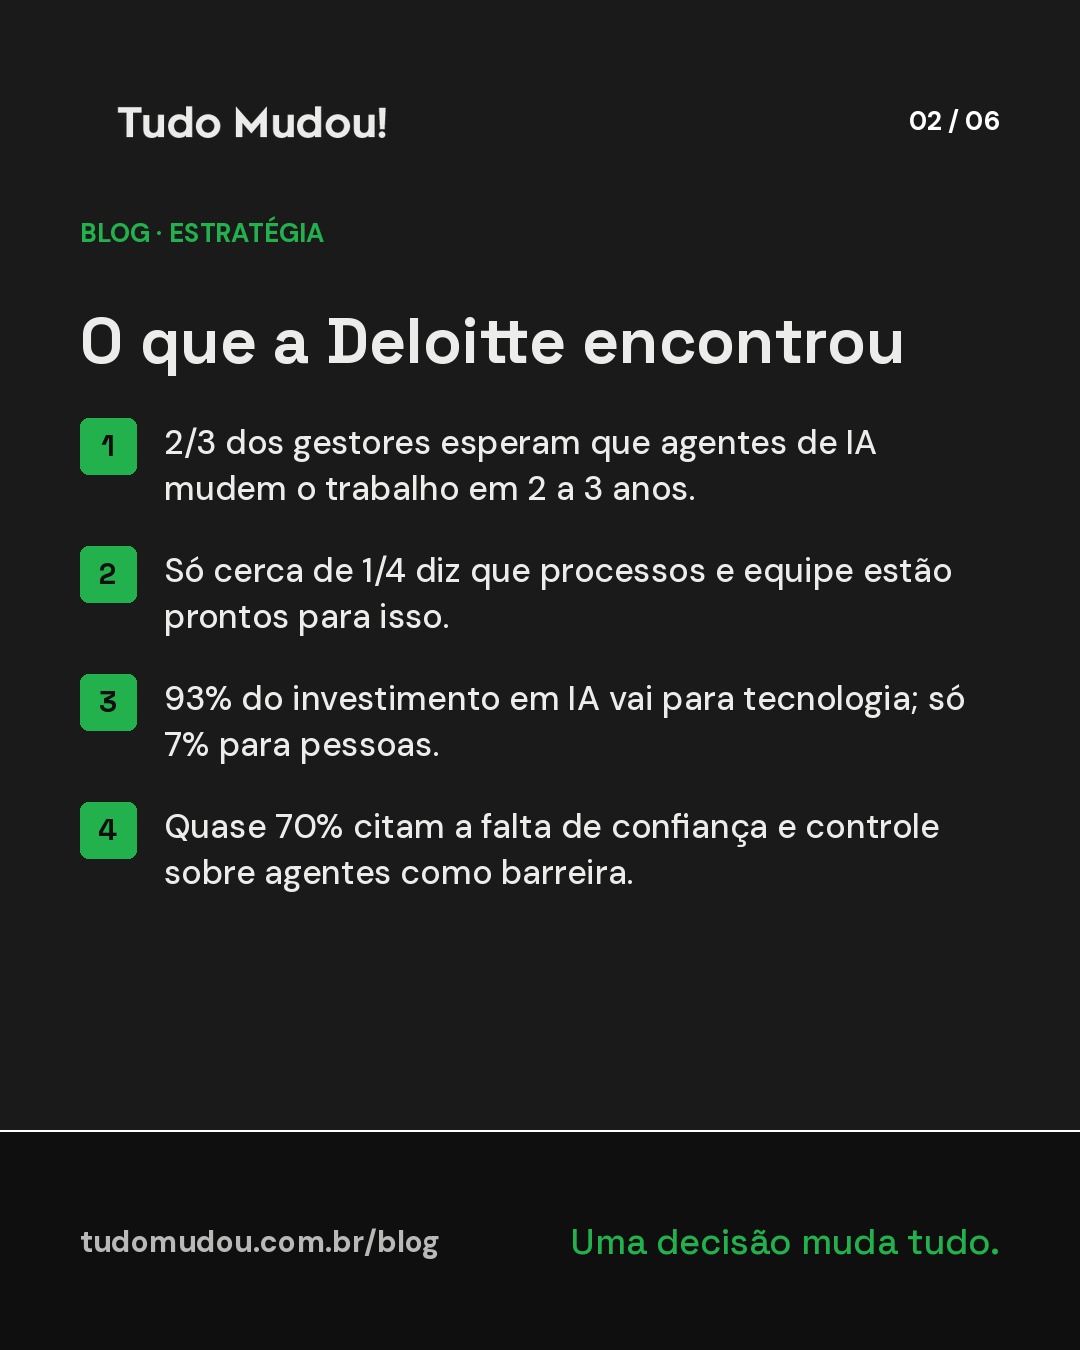 Tudo Mudou!
02 / 06
BLOG · ESTRATÉGIA
O que a Deloitte encontrou
1
2/3 dos gestores esperam que agentes de IA
mudem o trabalho em 2 a 3 anos.
2
Só cerca de 1/4 diz que processos e equipe estão
prontos para isso.
3
93% do investimento em IA vai para tecnologia; só
7% para pessoas.
4
Quase 70% citam a falta de confiança e controle
sobre agentes como barreira.
tudomudou.com.br/blog
Uma decisão muda tudo.